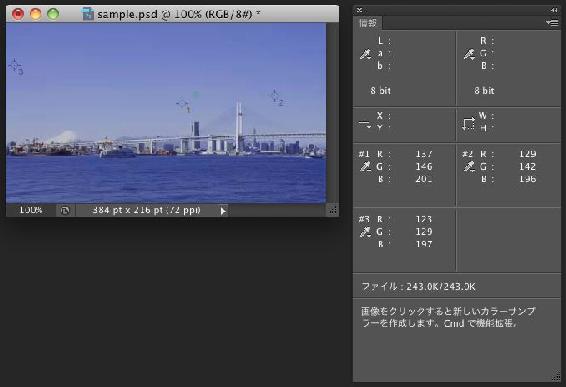 sample.psd @ 100% (RGB/8#) *
3
1
2
100%
384 pt x 216 pt (72 ppi)
情報
L :
a :
b :
8 bit
R :
G :
B :
8 bit
X :
Y :
W :
H :
#1 R : 137
G : 146
B : 201
#2 R : 129
G : 142
B : 196
#3 R : 123
G : 129
B : 197
ファイル : 243.0K/243.0K
画像をクリックすると新しいカラーサンプ
ラーを作成します。Cmd で機能拡張。